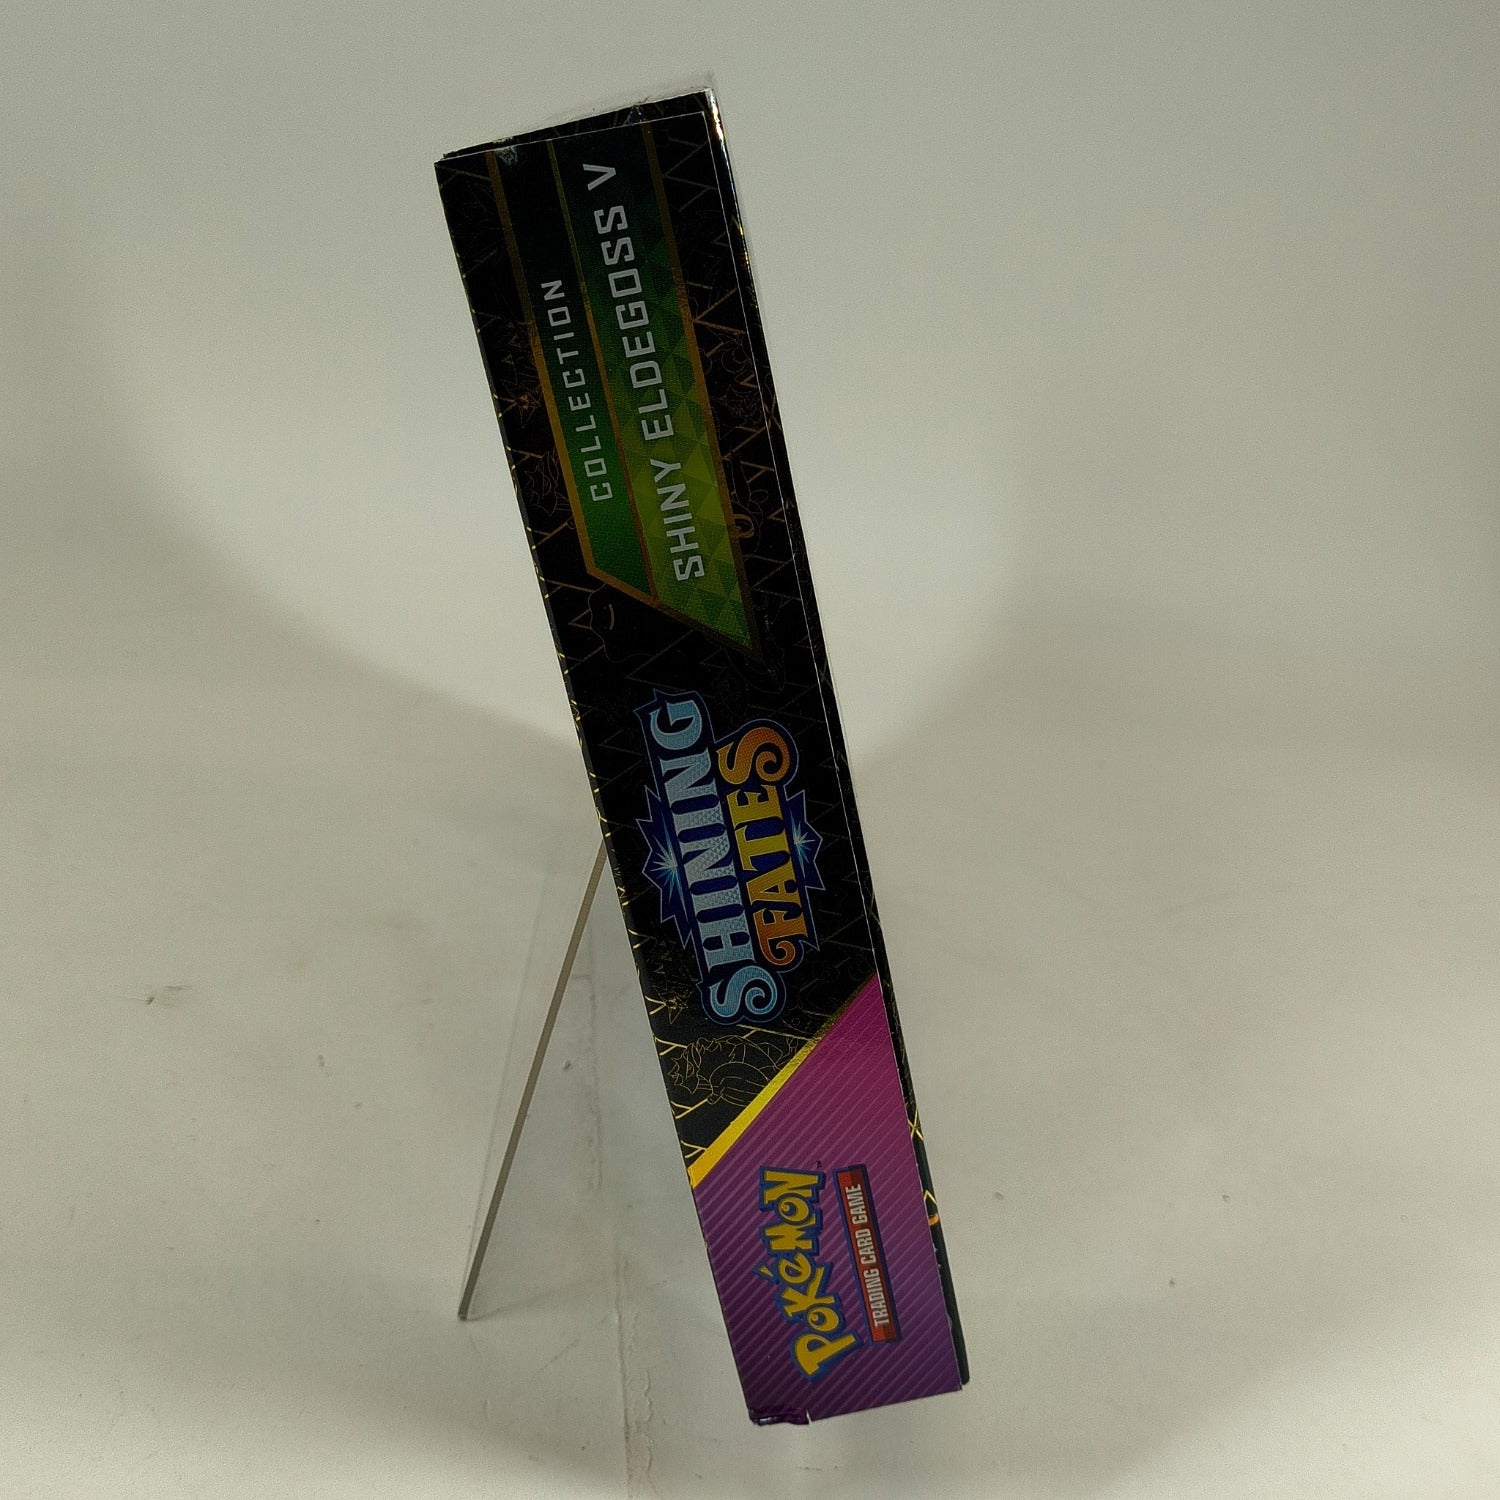 COLLECTION
SHINY ELDEGOSS V
SHINING
FATES
POKéMON
TRADING CARD GAME